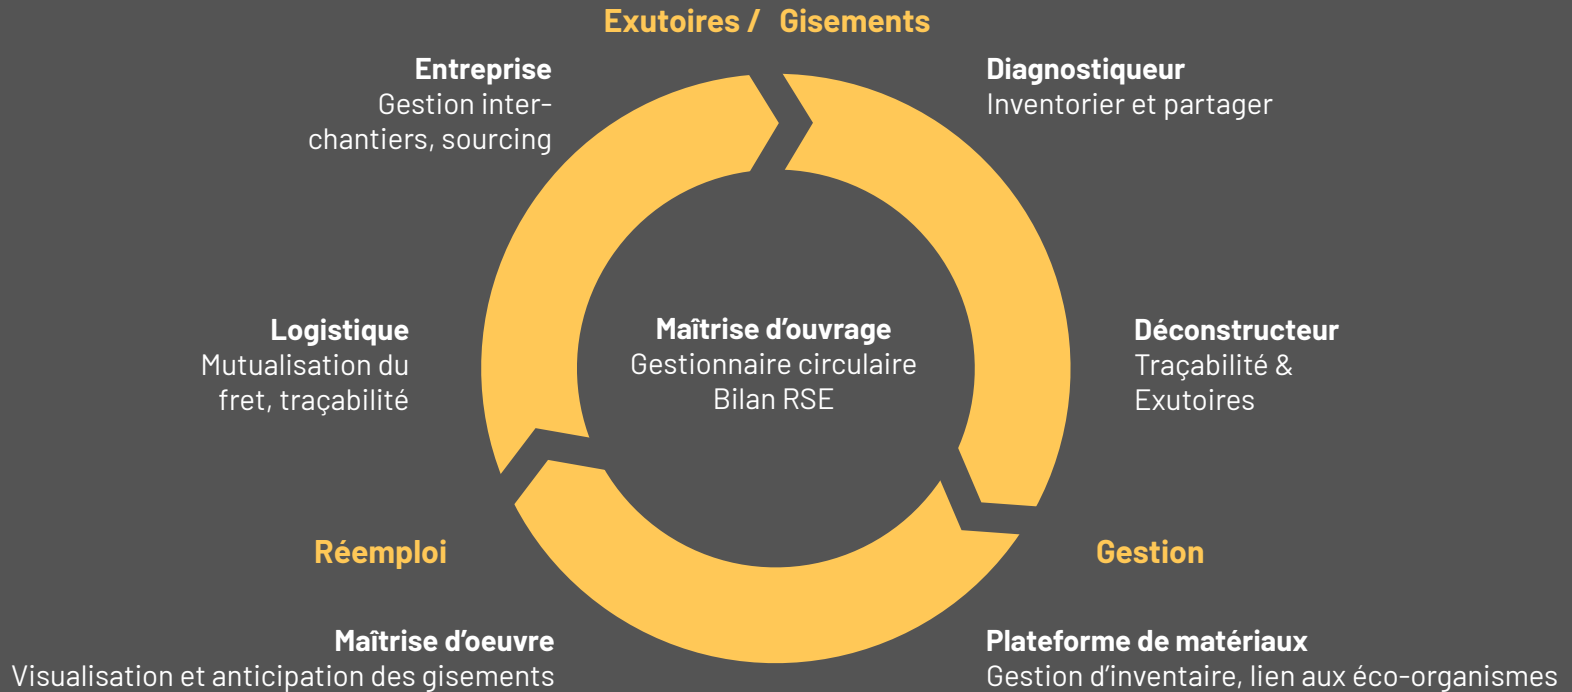 Exutoires / Gisements
Entreprise
Gestion inter-
chantiers, sourcing
Diagnostiqueur
Inventorier et partager
Logistique
Mutualisation du
fret, traçabilité
Maîtrise d’ouvrage
Gestionnaire circulaire
Bilan RSE
Déconstructeur
Traçabilité &
Exutoires
Réemploi
Gestion
Maîtrise d’oeuvre
Visualisation et anticipation des gisements
Plateforme de matériaux
Gestion d’inventaire, lien aux éco-organismes